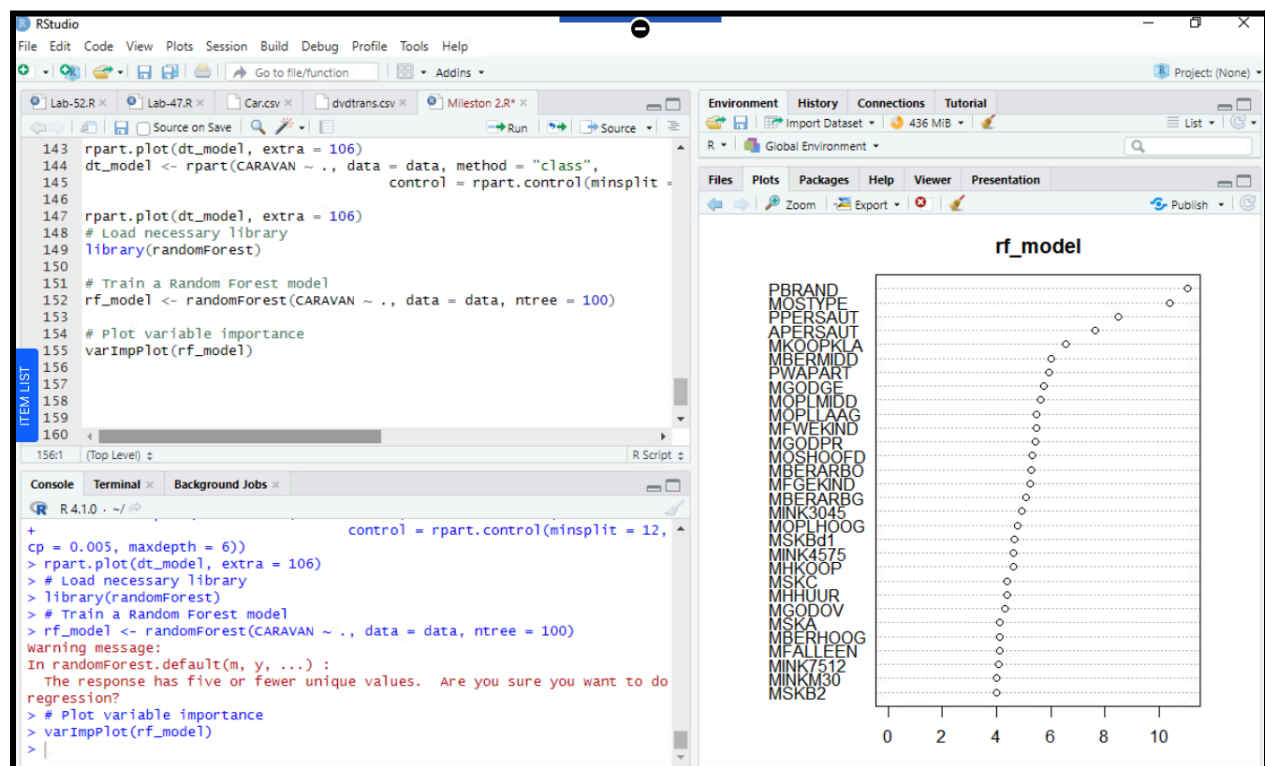 RStudio
File Edit Code View Plots Session Build Debug Profile Tools Help
Go to file/function
Addins
Project: (None)
Lab-52.R
Lab-47.R
Car.csv
dvdtrans.csv
Mileston 2.R*
Source on Save
Run
Source
143 rpart.plot(dt_model, extra = 106)
144 dt_model <- rpart(CARAVAN ~ ., data = data, method = "class",
145 control = rpart.control(minsplit =
146
147 rpart.plot(dt_model, extra = 106)
148 # Load necessary library
149 library(randomForest)
150
151 # Train a Random Forest model
152 rf_model <- randomForest(CARAVAN ~ ., data = data, ntree = 100)
153
154 # Plot variable importance
155 varImpPlot(rf_model)
156
157
158
159
160
ITEM LIST
156:1 (Top Level) R Script
Console Terminal Background Jobs
R 4.1.0 · ~/
+ control = rpart.control(minsplit = 12,
cp = 0.005, maxdepth = 6))
> rpart.plot(dt_model, extra = 106)
> # Load necessary library
> library(randomForest)
> # Train a Random Forest model
> rf_model <- randomForest(CARAVAN ~ ., data = data, ntree = 100)
Warning message:
In randomForest.default(m, y, ...) :
The response has five or fewer unique values. Are you sure you want to do
regression?
> # Plot variable importance
> varImpPlot(rf_model)
>
Environment History Connections Tutorial
Import Dataset 436 MiB List
R Global Environment
Files Plots Packages Help Viewer Presentation
Zoom Export Publish
rf_model
PBRAND
MOSTYPE
PPERSAUT
APERSAUT
MKOOPKLA
MBERMIDD
PWAPART
MGODGE
MOPLMIDD
MOPLLAAG
MFWEKIND
MGODPR
MOSHOOFD
MBERARBO
MFGEKIND
MBERARBG
MINK3045
MOPLHOOG
MSKB1
MINK4575
MHKOOP
MSKC
MHHUUR
MGODOV
MSKA
MBERHOOG
MFALLEEN
MINK7512
MINKM30
MSKB2
0 2 4 6 8 10